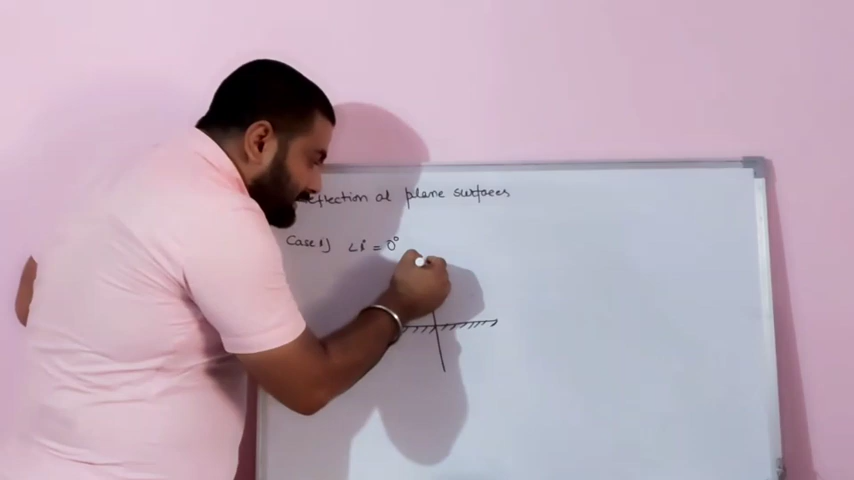 eflection at plane surfaces
Case 1) ∠i = 0°